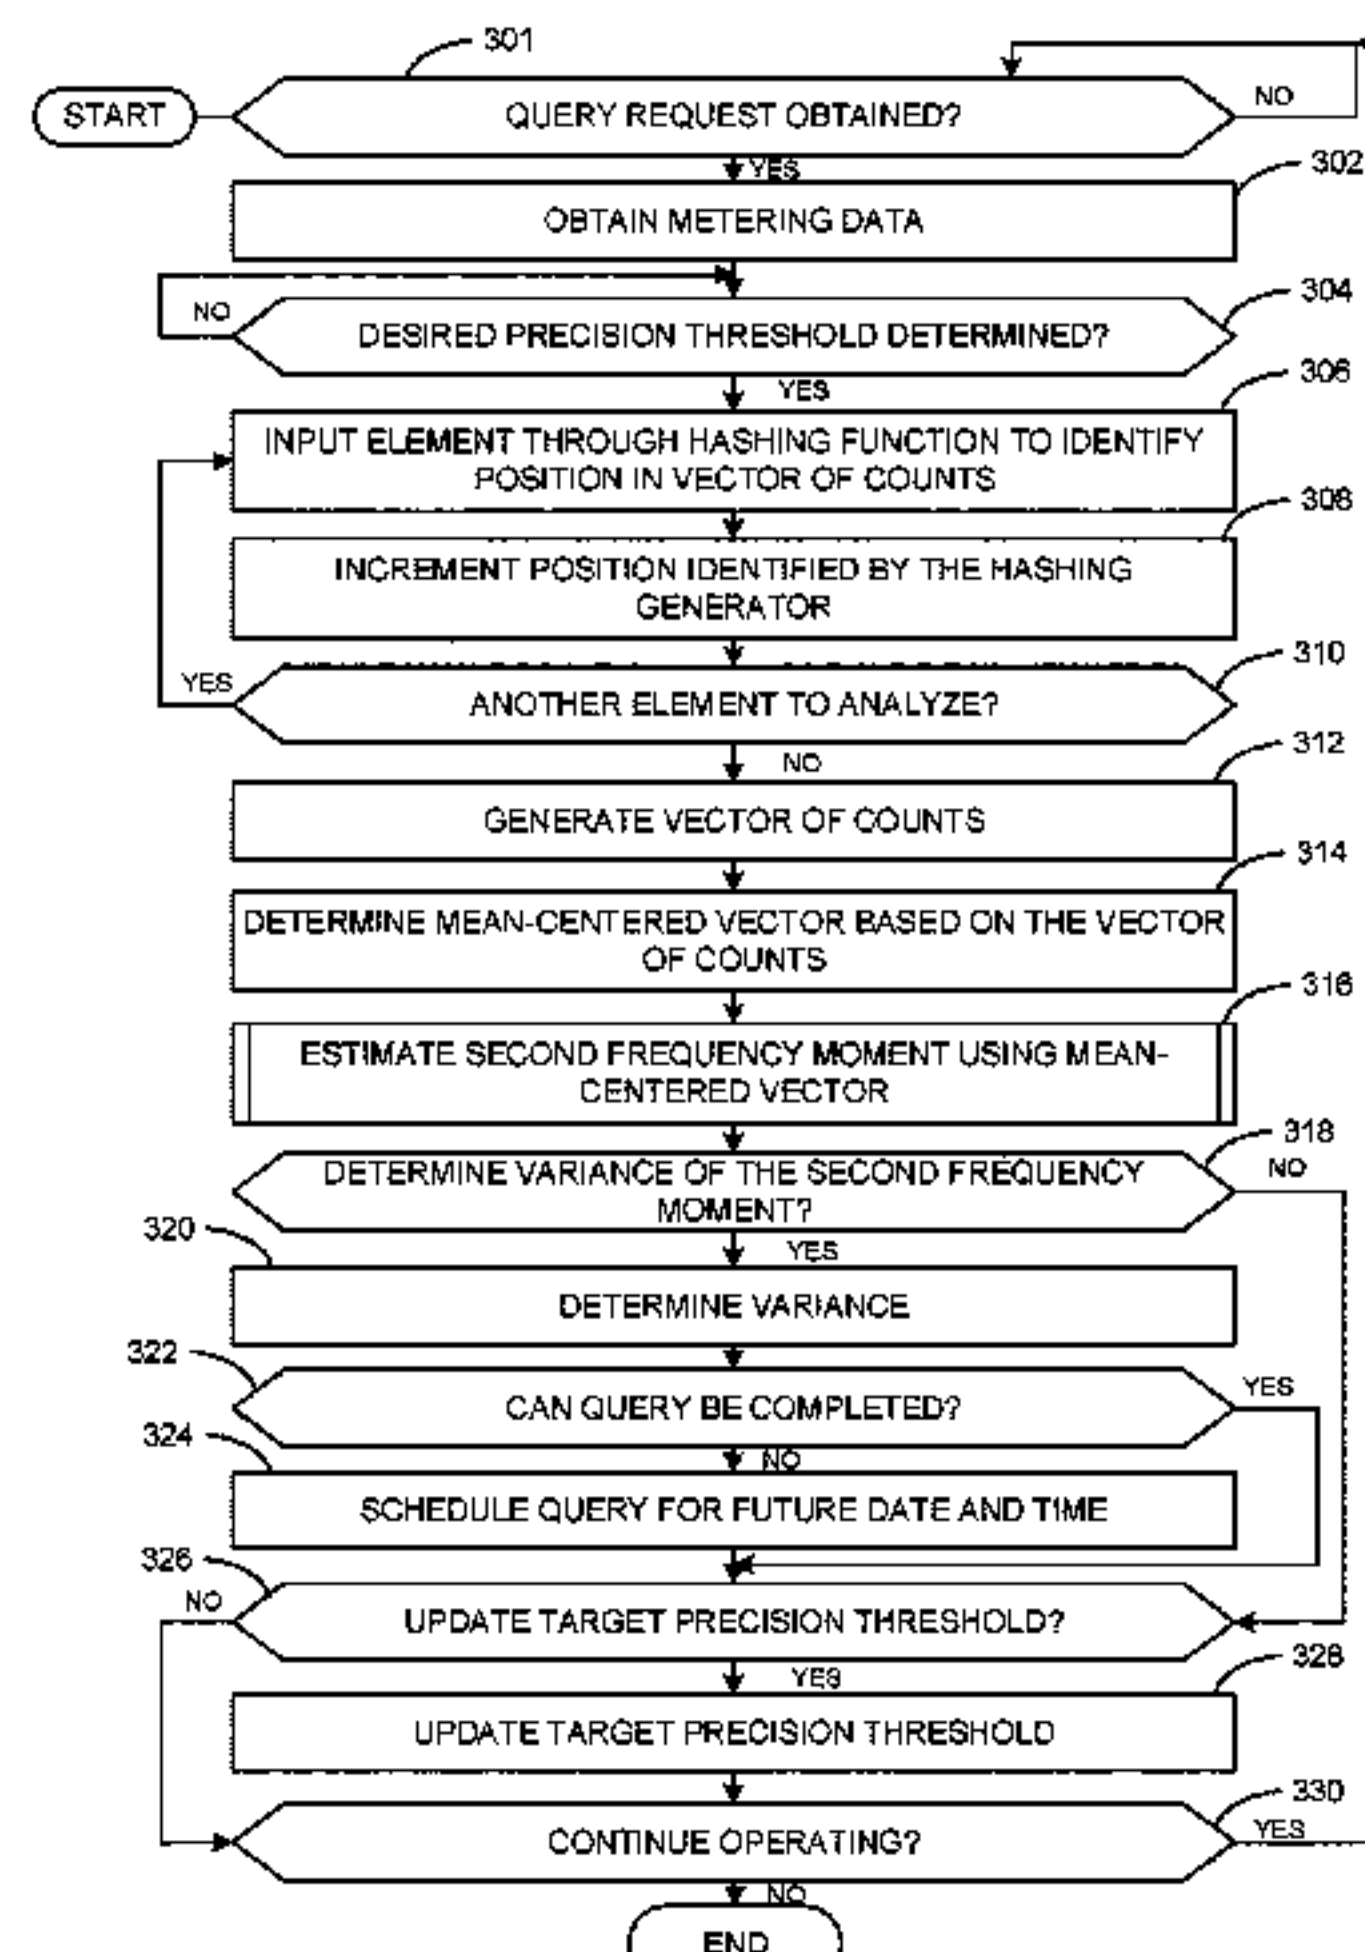 301
START
QUERY REQUEST OBTAINED?
NO
YES
302
OBTAIN METERING DATA
304
NO
DESIRED PRECISION THRESHOLD DETERMINED?
YES
306
INPUT ELEMENT THROUGH HASHING FUNCTION TO IDENTIFY
POSITION IN VECTOR OF COUNTS
308
INCREMENT POSITION IDENTIFIED BY THE HASHING
GENERATOR
310
YES
ANOTHER ELEMENT TO ANALYZE?
NO
312
GENERATE VECTOR OF COUNTS
314
DETERMINE MEAN-CENTERED VECTOR BASED ON THE VECTOR
OF COUNTS
316
ESTIMATE SECOND FREQUENCY MOMENT USING MEAN-
CENTERED VECTOR
318
DETERMINE VARIANCE OF THE SECOND FREQUENCY
MOMENT?
NO
320
YES
DETERMINE VARIANCE
322
CAN QUERY BE COMPLETED?
YES
324
NO
SCHEDULE QUERY FOR FUTURE DATE AND TIME
326
NO
UPDATE TARGET PRECISION THRESHOLD?
YES
328
UPDATE TARGET PRECISION THRESHOLD
330
CONTINUE OPERATING?
YES
NO
END